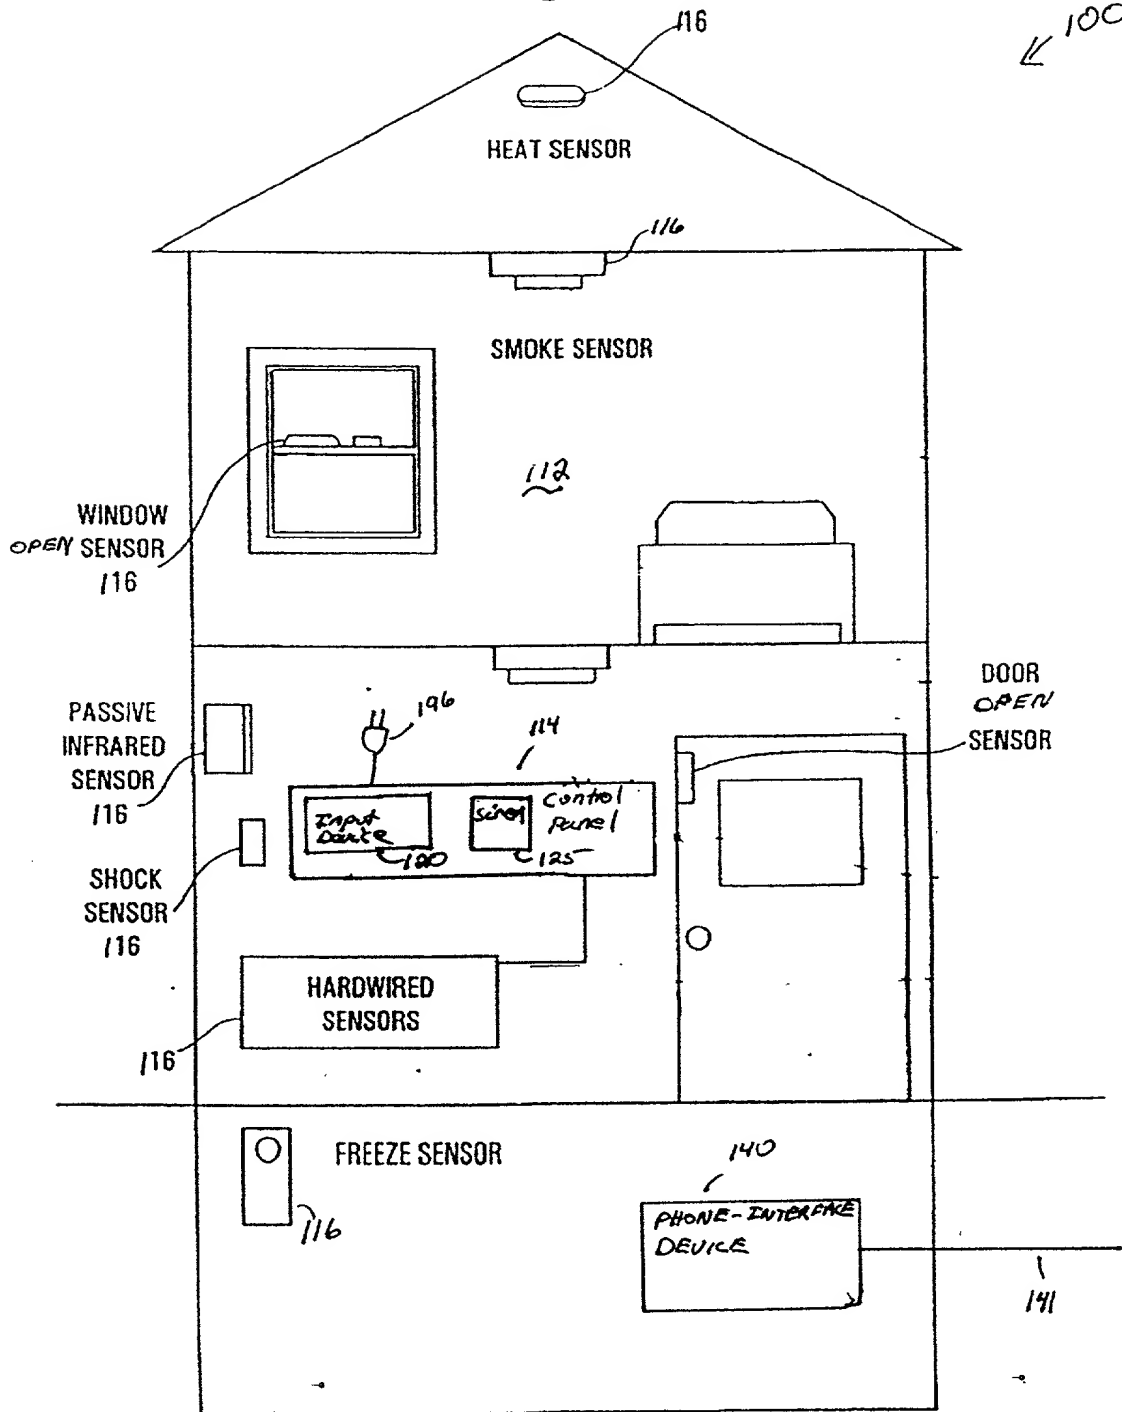 116
100
HEAT SENSOR
116
SMOKE SENSOR
112
WINDOW
OPEN SENSOR
116
DOOR
OPEN
SENSOR
PASSIVE
INFRARED
SENSOR
116
196
114
Input
Device
120
Siren
125
Control
Panel
SHOCK
SENSOR
116
HARDWIRED
SENSORS
116
FREEZE SENSOR
116
140
PHONE-INTERFACE
DEVICE
141